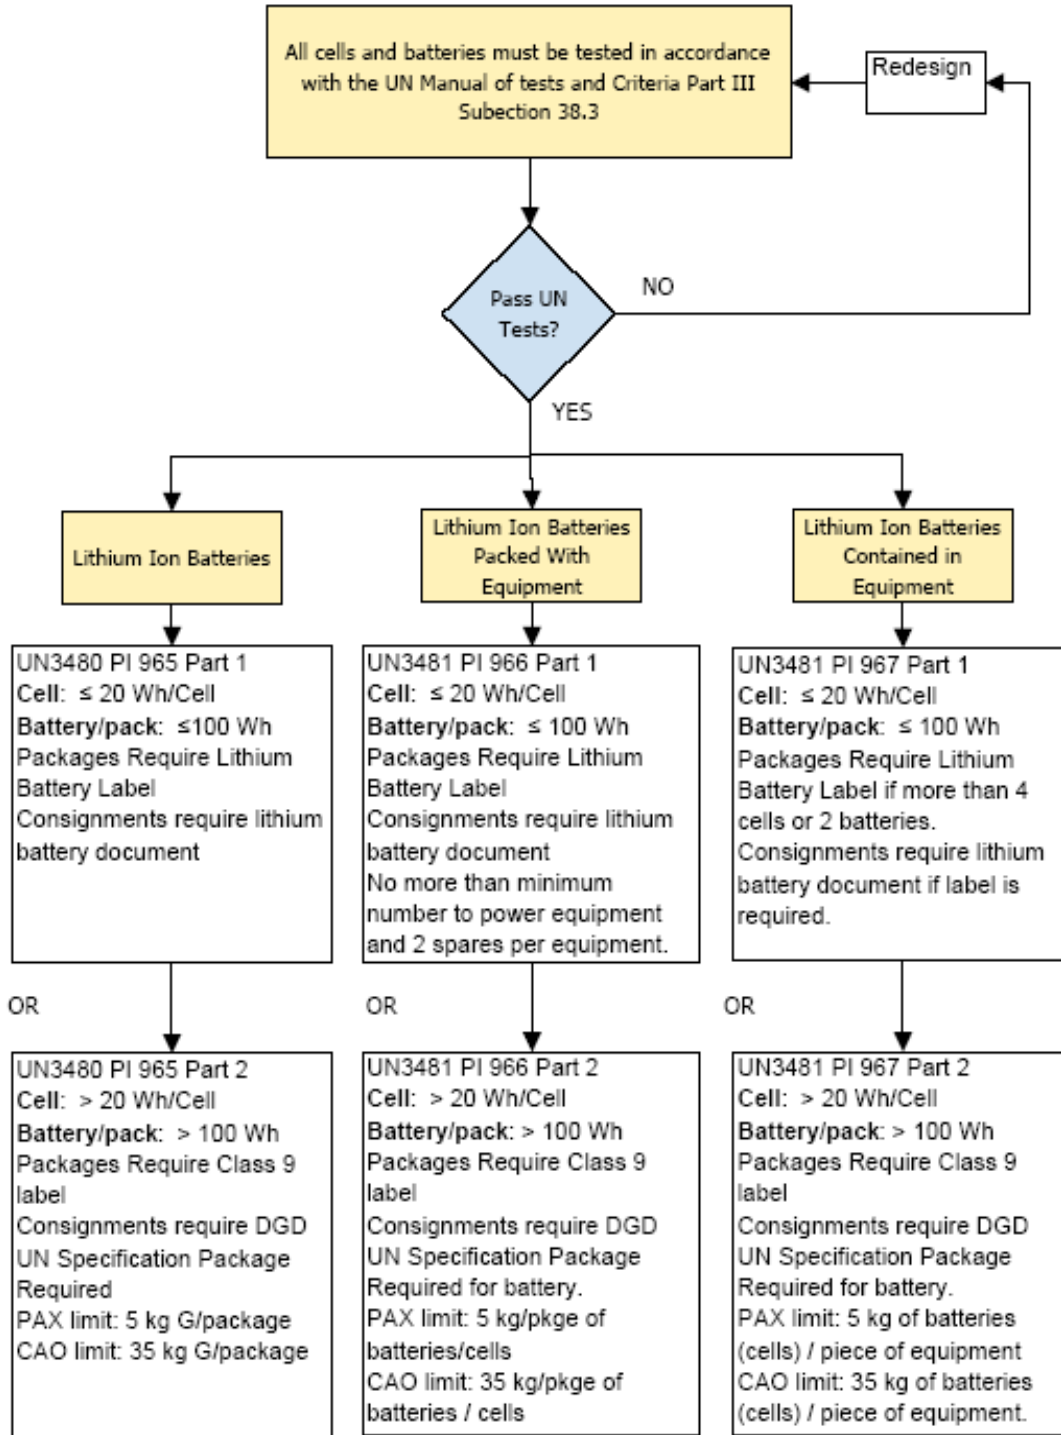 All cells and batteries must be tested in accordance
with the UN Manual of tests and Criteria Part III
Subection 38.3
Redesign
Pass UN
Tests?
NO
YES
Lithium Ion Batteries
Lithium Ion Batteries
Packed With
Equipment
Lithium Ion Batteries
Contained in
Equipment
UN3480 PI 965 Part 1
Cell: ≤ 20 Wh/Cell
Battery/pack: ≤100 Wh
Packages Require Lithium
Battery Label
Consignments require lithium
battery document
UN3481 PI 966 Part 1
Cell: ≤ 20 Wh/Cell
Battery/pack: ≤ 100 Wh
Packages Require Lithium
Battery Label
Consignments require lithium
battery document
No more than minimum
number to power equipment
and 2 spares per equipment.
UN3481 PI 967 Part 1
Cell: ≤ 20 Wh/Cell
Battery/pack: ≤ 100 Wh
Packages Require Lithium
Battery Label if more than 4
cells or 2 batteries.
Consignments require lithium
battery document if label is
required.
OR
OR
OR
UN3480 PI 965 Part 2
Cell: > 20 Wh/Cell
Battery/pack: > 100 Wh
Packages Require Class 9
label
Consignments require DGD
UN Specification Package
Required
PAX limit: 5 kg G/package
CAO limit: 35 kg G/package
UN3481 PI 966 Part 2
Cell: > 20 Wh/Cell
Battery/pack: > 100 Wh
Packages Require Class 9
label
Consignments require DGD
UN Specification Package
Required for battery.
PAX limit: 5 kg/pkge of
batteries/cells
CAO limit: 35 kg/pkge of
batteries / cells
UN3481 PI 967 Part 2
Cell: > 20 Wh/Cell
Battery/pack: > 100 Wh
Packages Require Class 9
label
Consignments require DGD
UN Specification Package
Required for battery.
PAX limit: 5 kg of batteries
(cells) / piece of equipment
CAO limit: 35 kg of batteries
(cells) / piece of equipment.